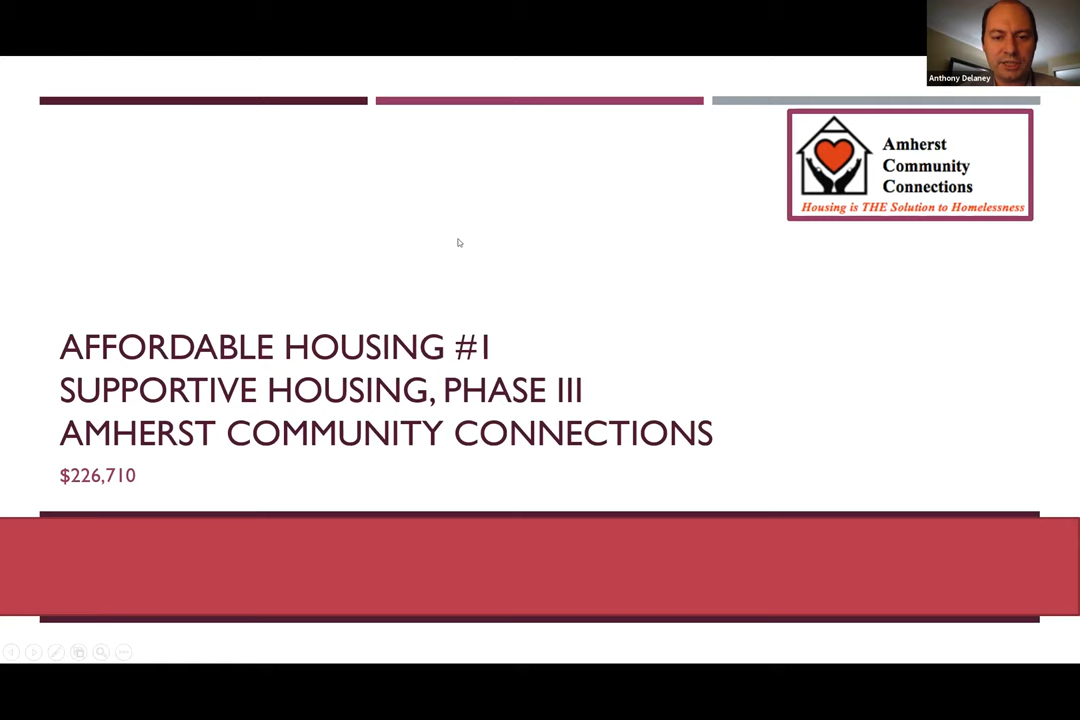 Anthony Delaney
Amherst
Community
Connections
Housing is THE Solution to Homelessness
AFFORDABLE HOUSING #1
SUPPORTIVE HOUSING, PHASE III
AMHERST COMMUNITY CONNECTIONS
$226,710